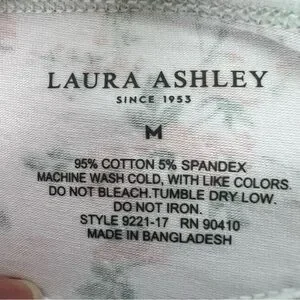 LAURA ASHLEY
SINCE 1953
M
95% COTTON 5% SPANDEX
MACHINE WASH COLD, WITH LIKE COLORS.
DO NOT BLEACH.TUMBLE DRY LOW.
DO NOT IRON.
STYLE 9221-17 RN 90410
MADE IN BANGLADESH